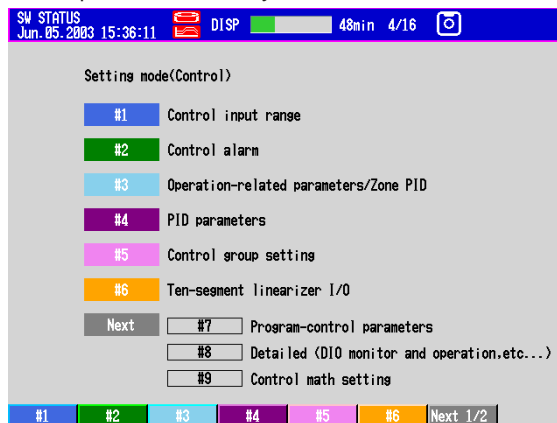 SW STATUS
Jun.05.2003 15:36:11 DISP 48min 4/16
Setting mode(Control)
#1 Control input range
#2 Control alarm
#3 Operation-related parameters/Zone PID
#4 PID parameters
#5 Control group setting
#6 Ten-segment linearizer I/O
Next #7 Program-control parameters
#8 Detailed (DIO monitor and operation,etc...)
#9 Control math setting
#1 #2 #3 #4 #5 #6 Next 1/2